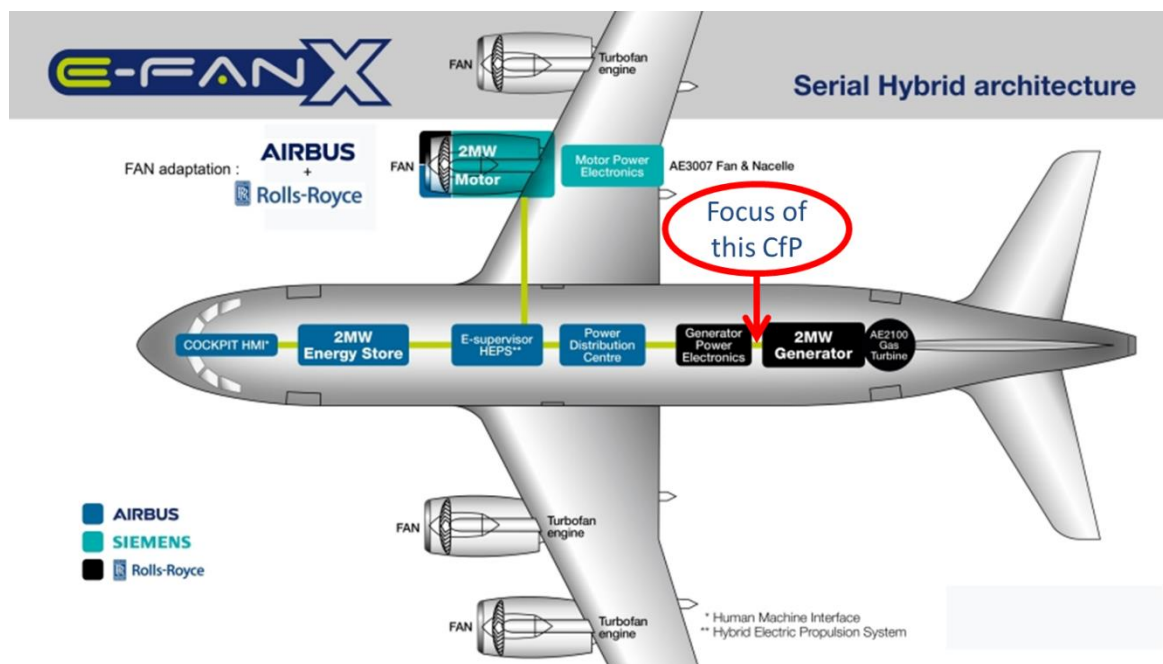 E-FAN X
Serial Hybrid architecture
FAN
Turbofan
engine
FAN adaptation :
AIRBUS
+
Rolls-Royce
FAN
2MW
Motor
Motor Power
Electronics
AE3007 Fan & Nacelle
Focus of
this CfP
COCKPIT HMI*
2MW
Energy Store
E-supervisor
HEPS**
Power
Distribution
Centre
Generator
Power
Electronics
2MW
Generator
AE2100
Gas
Turbine
FAN
Turbofan
engine
AIRBUS
SIEMENS
RR Rolls-Royce
FAN
Turbofan
engine
* Human Machine Interface
** Hybrid Electric Propulsion System